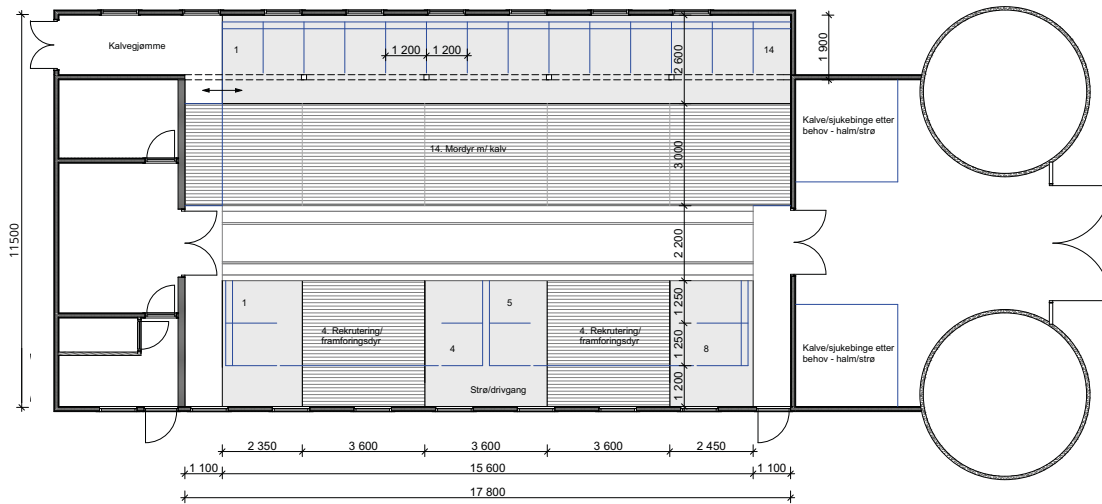 Kalvegjømme
1
1 200
1 200
14
2 600
1 900
Kalve/sjukebinge etter
behov - halm/strø
14. Mordyr m/ kalv
3 000
11500
2 200
1
5
1 250
4. Rekrutering/
framforingsdyr
4. Rekrutering/
framforingsdyr
4
8
1 250
Kalve/sjukebinge etter
behov - halm/strø
Strø/drivgang
1 200
2 350
3 600
3 600
3 600
2 450
1 100
15 600
1 100
17 800